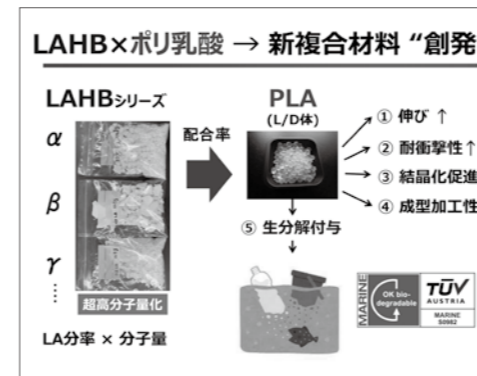 LAHB×ポリ乳酸 → 新複合材料 “創発
LAHBシリーズ
α
β
γ
⋮
超高分子量化
LA分率 × 分子量
配合率
PLA
(L/D体)
① 伸び ↑
② 耐衝撃性↑
③ 結晶化促進
④ 成型加工性
⑤ 生分解付与
MARINE
OK bio-
degradable
TÜV
AUSTRIA
MARINE
S0982